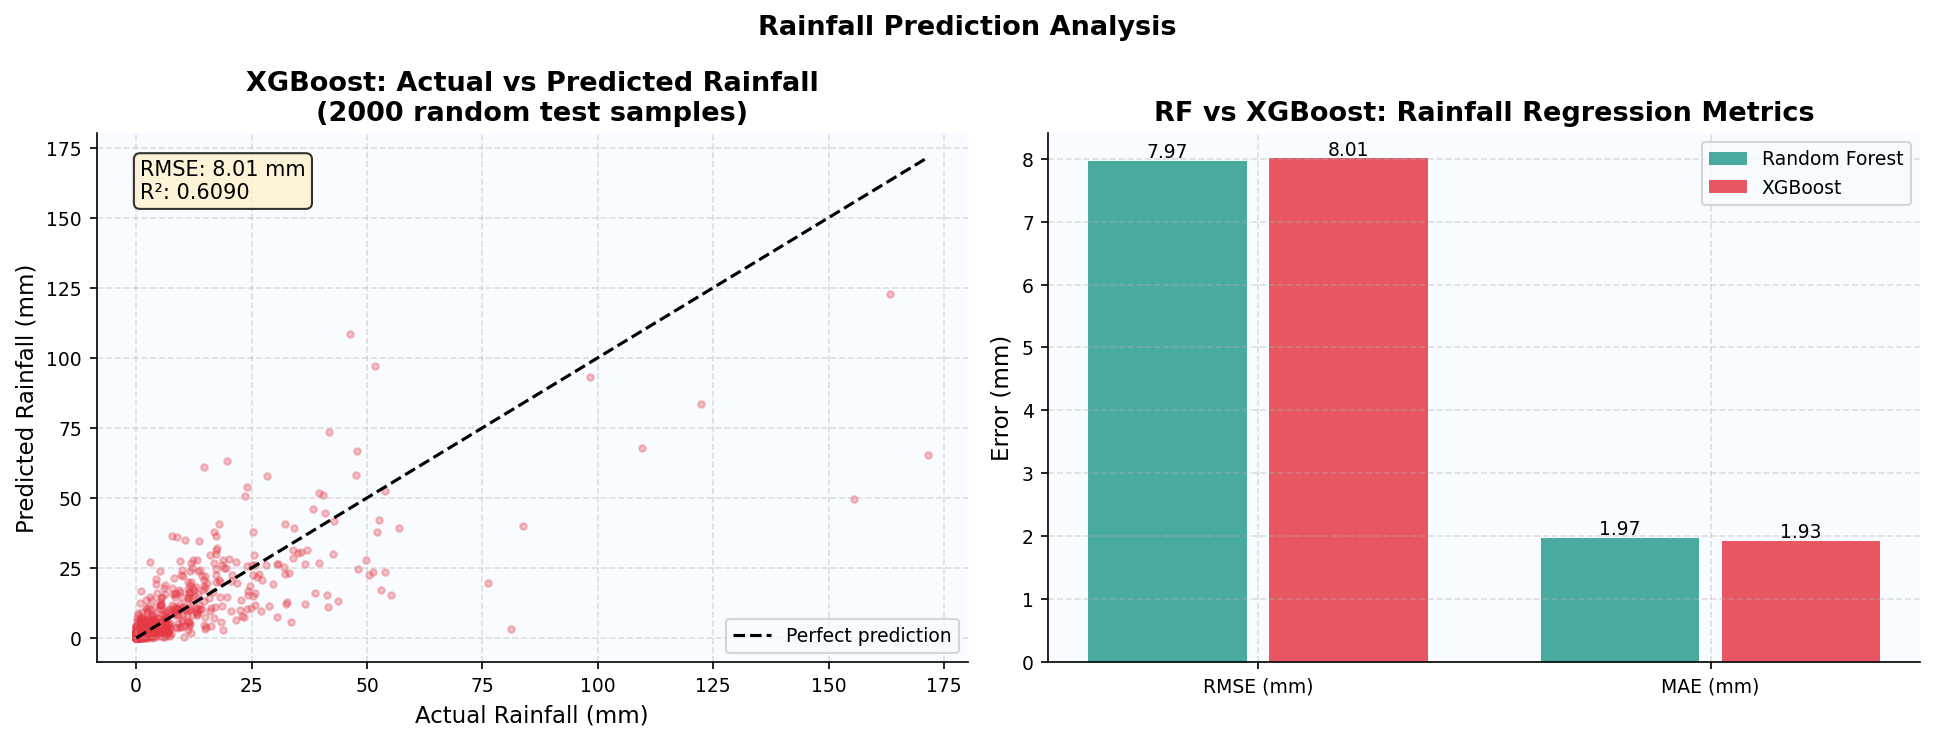 Rainfall Prediction Analysis
XGBoost: Actual vs Predicted Rainfall
(2000 random test samples)
RMSE: 8.01 mm
R²: 0.6090
Predicted Rainfall (mm)
175
150
125
100
75
50
25
0
0 25 50 75 100 125 150 175
Actual Rainfall (mm)
Perfect prediction
RF vs XGBoost: Rainfall Regression Metrics
Random Forest
XGBoost
Error (mm)
8
7
6
5
4
3
2
1
0
7.97 8.01
1.97 1.93
RMSE (mm) MAE (mm)